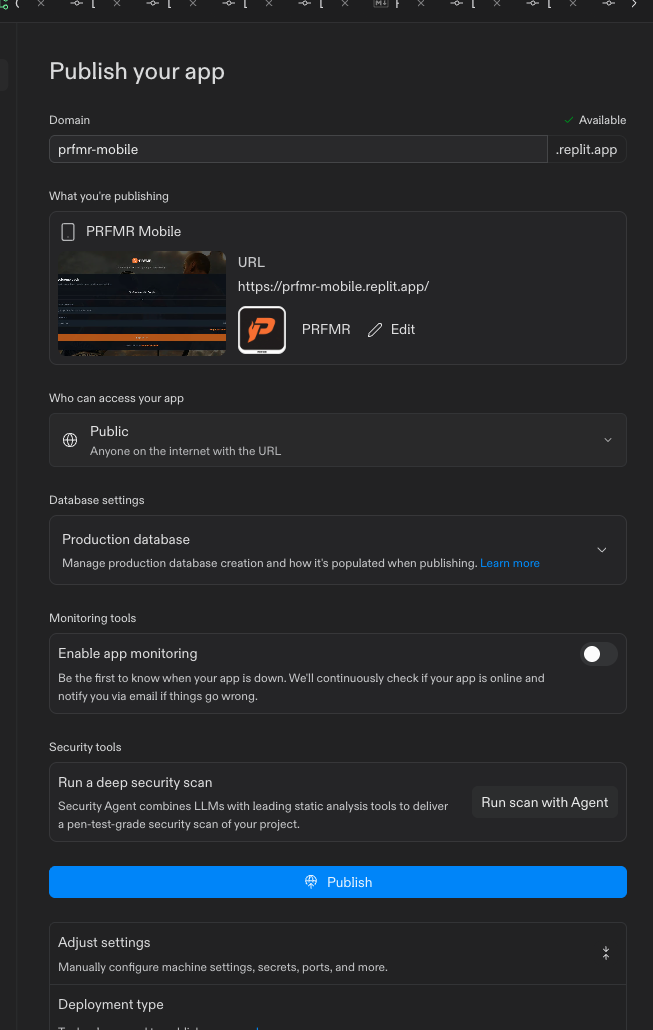 Publish your app
Domain
Available
prfmr-mobile
.replit.app
What you're publishing
PRFMR Mobile
URL
https://prfmr-mobile.replit.app/
PRFMR
Edit
Who can access your app
Public
Anyone on the internet with the URL
Database settings
Production database
Manage production database creation and how it's populated when publishing. Learn more
Monitoring tools
Enable app monitoring
Be the first to know when your app is down. We'll continuously check if your app is online and
notify you via email if things go wrong.
Security tools
Run a deep security scan
Security Agent combines LLMs with leading static analysis tools to deliver
a pen-test-grade security scan of your project.
Run scan with Agent
Publish
Adjust settings
Manually configure machine settings, secrets, ports, and more.
Deployment type